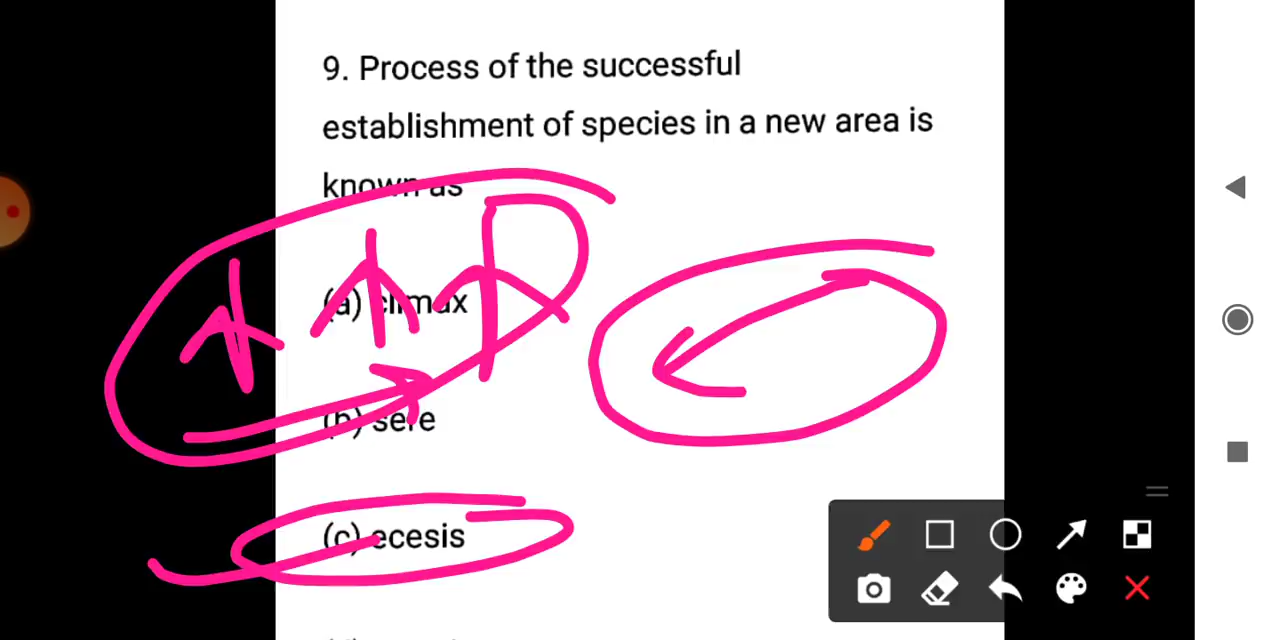 9. Process of the successful
establishment of species in a new area is
known as
(a) climax
(b) sere
(c) ecesis